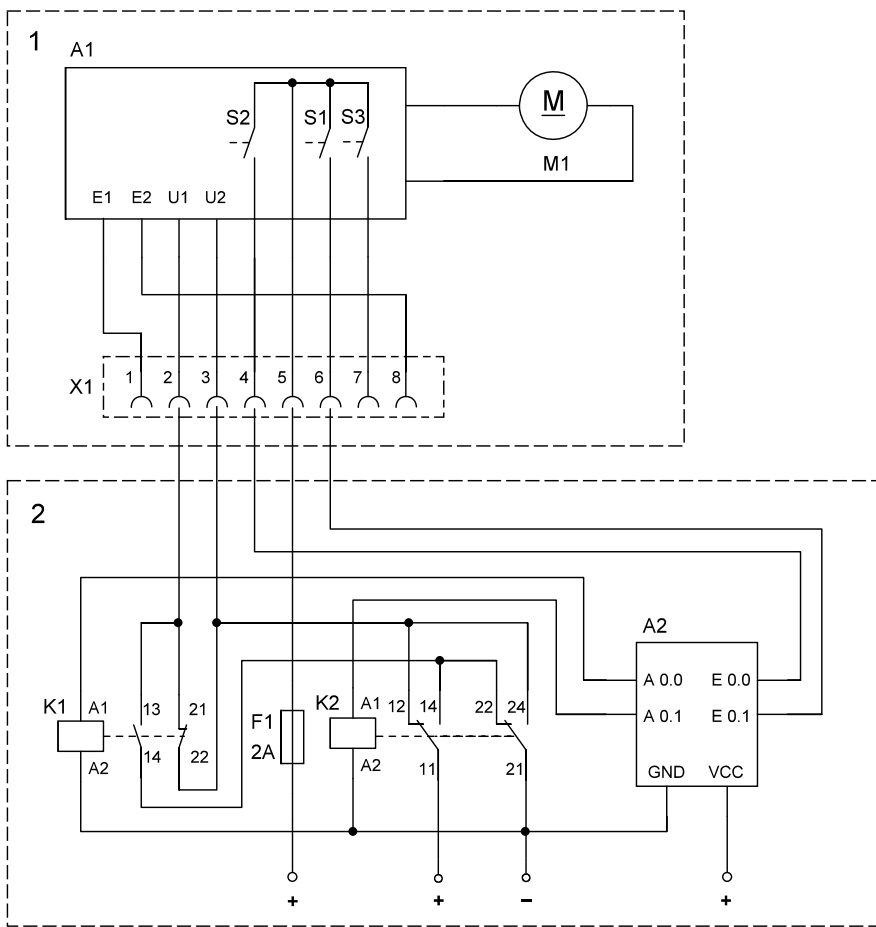 1
A1
S2 S1 S3
M
M1
E1 E2 U1 U2
X1 1 2 3 4 5 6 7 8
2
A2
A 0.0 E 0.0
A 0.1 E 0.1
GND VCC
K1 A1 13 21
A2 14 22
F1
2A
K2 A1 12 14 22 24
A2 11 21
+ + – +